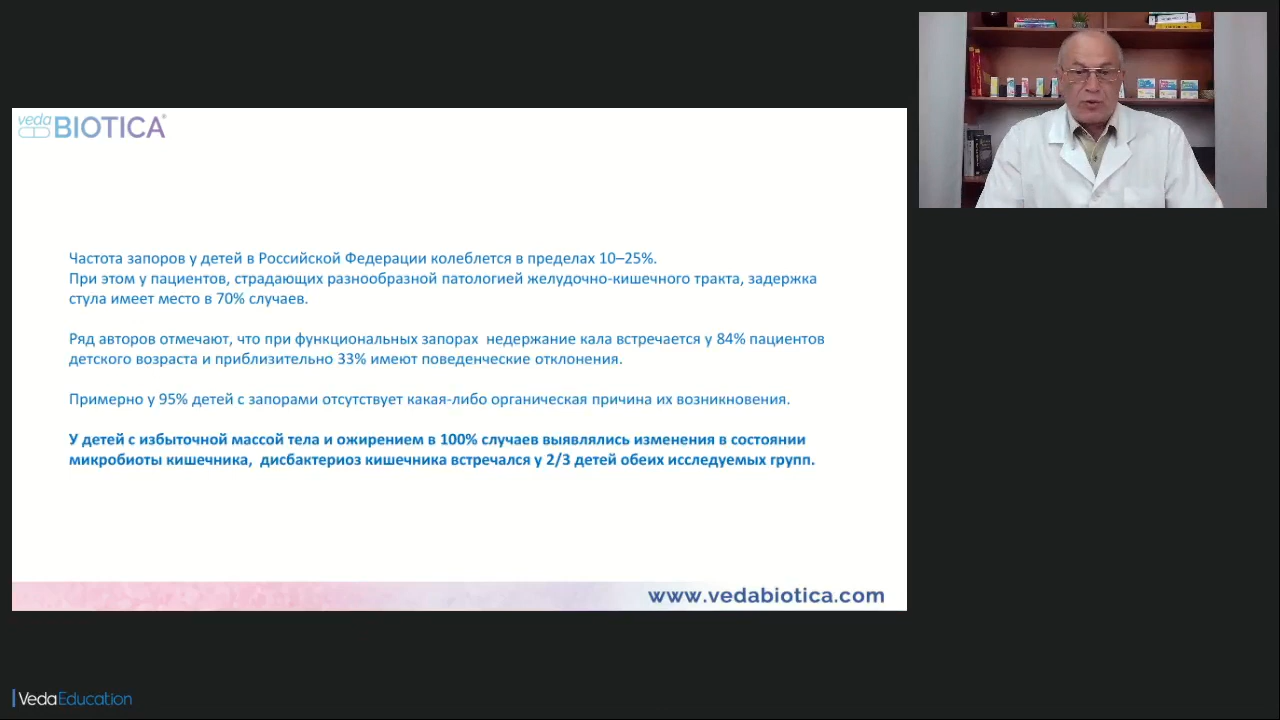 veda
BIOTICA®
Частота запоров у детей в Российской Федерации колеблется в пределах 10–25%.
При этом у пациентов, страдающих разнообразной патологией желудочно-кишечного тракта, задержка
стула имеет место в 70% случаев.
Ряд авторов отмечают, что при функциональных запорах недержание кала встречается у 84% пациентов
детского возраста и приблизительно 33% имеют поведенческие отклонения.
Примерно у 95% детей с запорами отсутствует какая-либо органическая причина их возникновения.
У детей с избыточной массой тела и ожирением в 100% случаев выявлялись изменения в состоянии
микробиоты кишечника, дисбактериоз кишечника встречался у 2/3 детей обеих исследуемых групп.
www.vedabiotica.com
VedaEducation